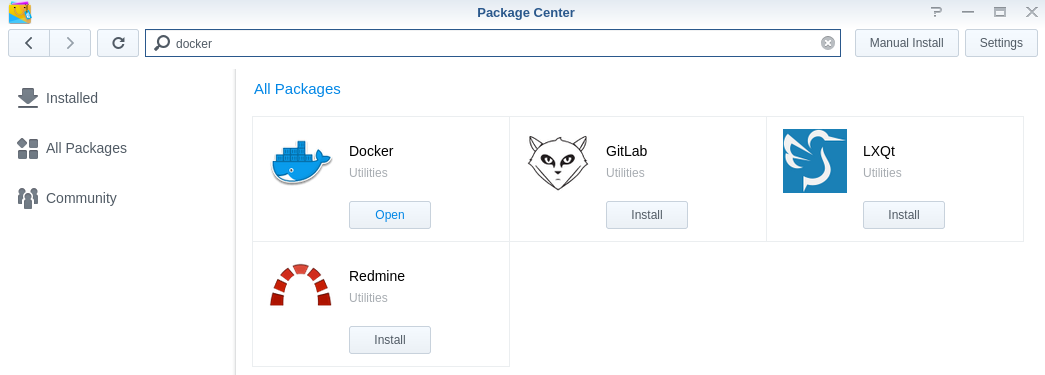 Package Center
docker
Manual Install
Settings
Installed
All Packages
Community
All Packages
Docker
Utilities
Open
GitLab
Utilities
Install
LXQt
Utilities
Install
Redmine
Utilities
Install